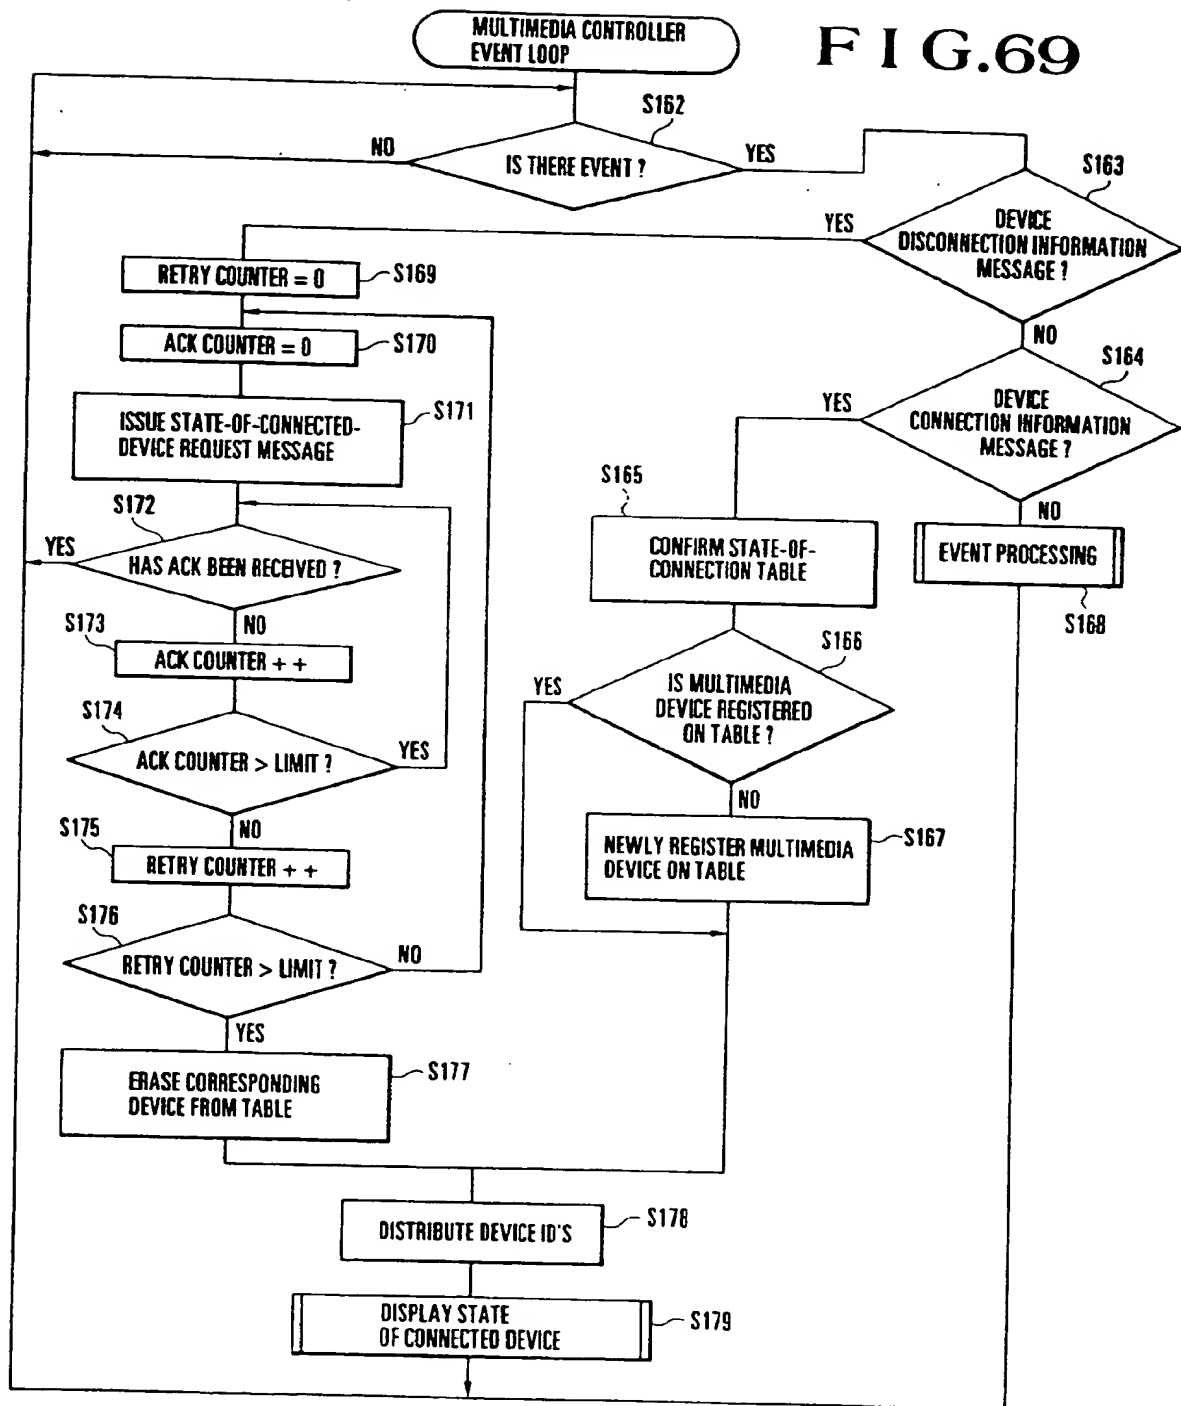 MULTIMEDIA CONTROLLER
EVENT LOOP
F I G.69
S162
NO
IS THERE EVENT ?
YES
S163
YES
DEVICE
DISCONNECTION INFORMATION
MESSAGE ?
RETRY COUNTER = 0
S169
NO
ACK COUNTER = 0
S170
S164
YES
DEVICE
CONNECTION INFORMATION
MESSAGE ?
ISSUE STATE-OF-CONNECTED-
DEVICE REQUEST MESSAGE
S171
S165
NO
S172
YES
HAS ACK BEEN RECEIVED ?
CONFIRM STATE-OF-
CONNECTION TABLE
EVENT PROCESSING
S168
NO
S173
ACK COUNTER + +
S166
YES
IS MULTIMEDIA
DEVICE REGISTERED
ON TABLE ?
S174
ACK COUNTER > LIMIT ?
YES
NO
NO
S175
RETRY COUNTER + +
NEWLY REGISTER MULTIMEDIA
DEVICE ON TABLE
S167
S176
RETRY COUNTER > LIMIT ?
NO
YES
ERASE CORRESPONDING
DEVICE FROM TABLE
S177
DISTRIBUTE DEVICE ID'S
S178
DISPLAY STATE
OF CONNECTED DEVICE
S179